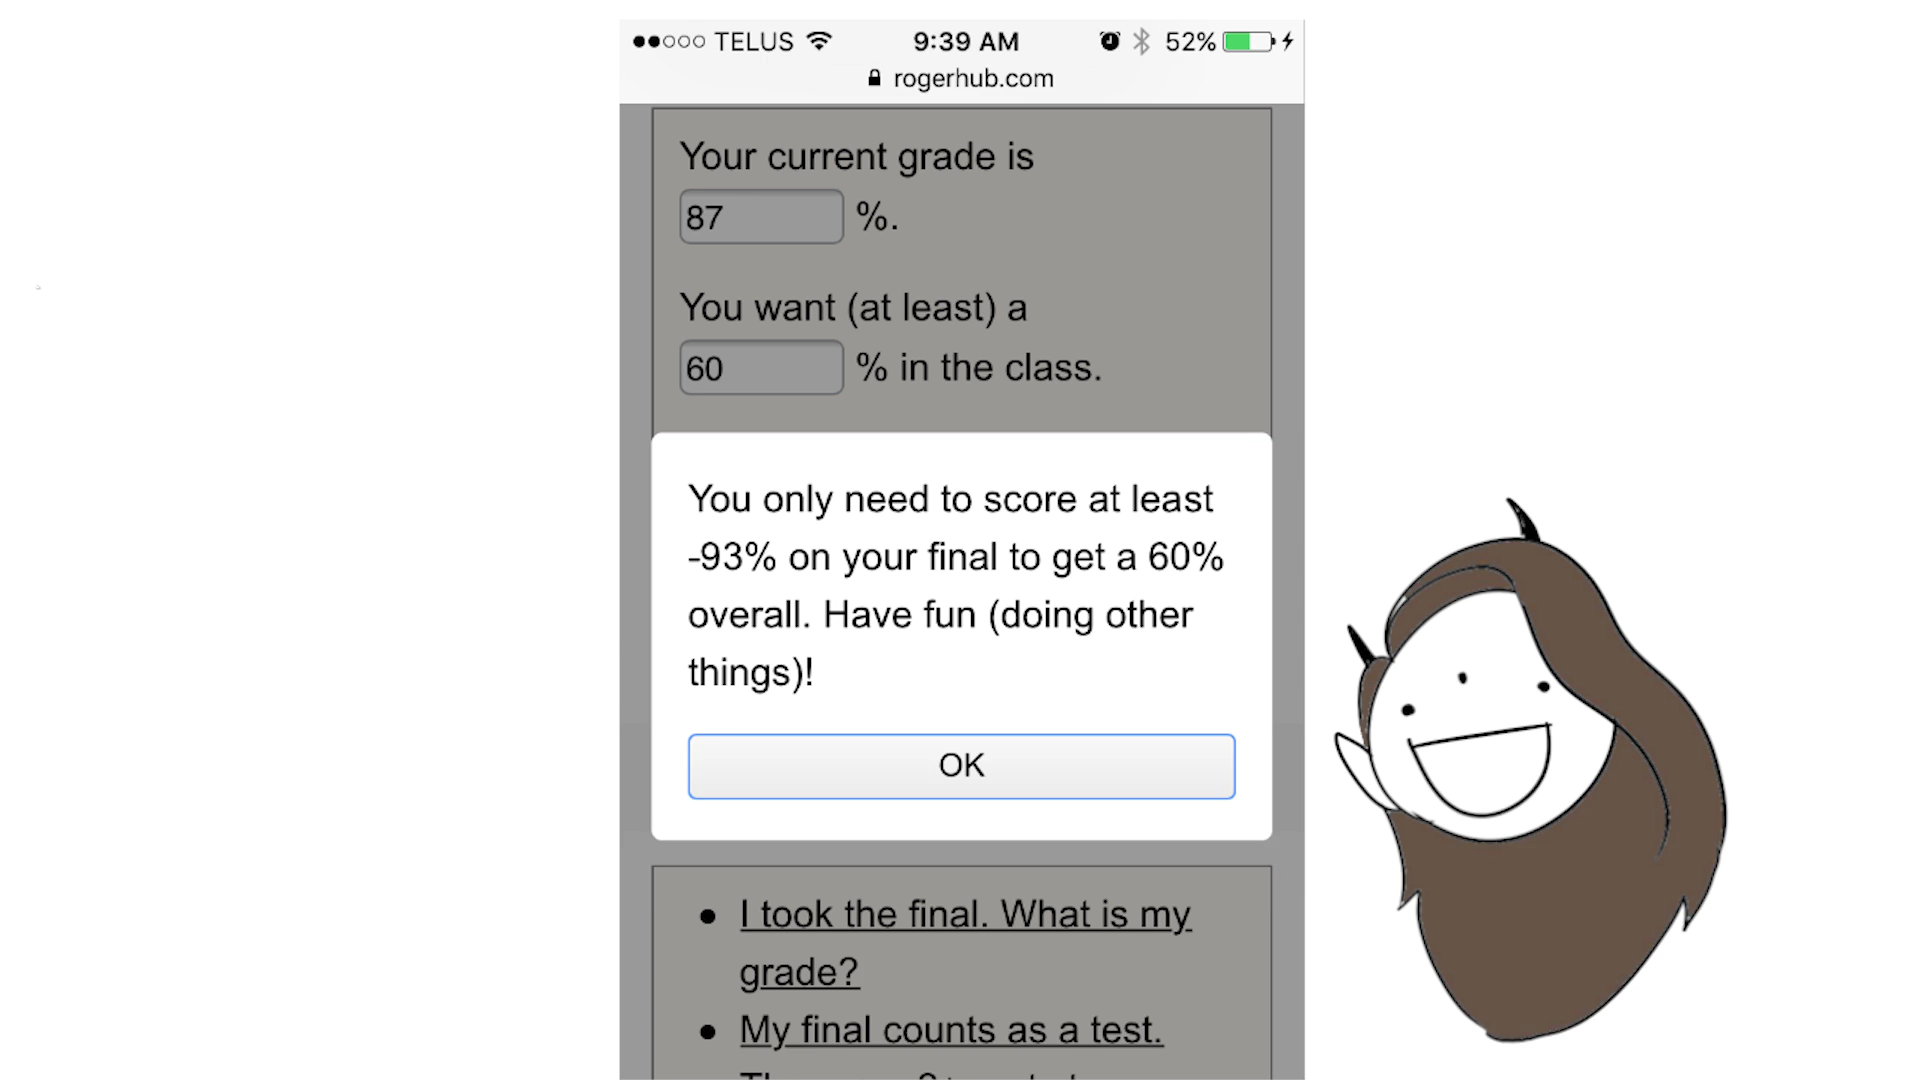 TELUS 9:39 AM 52%
rogerhub.com
Your current grade is
87 %.
You want (at least) a
60 % in the class.
You only need to score at least
-93% on your final to get a 60%
overall. Have fun (doing other
things)!
OK
• I took the final. What is my
grade?
• My final counts as a test.